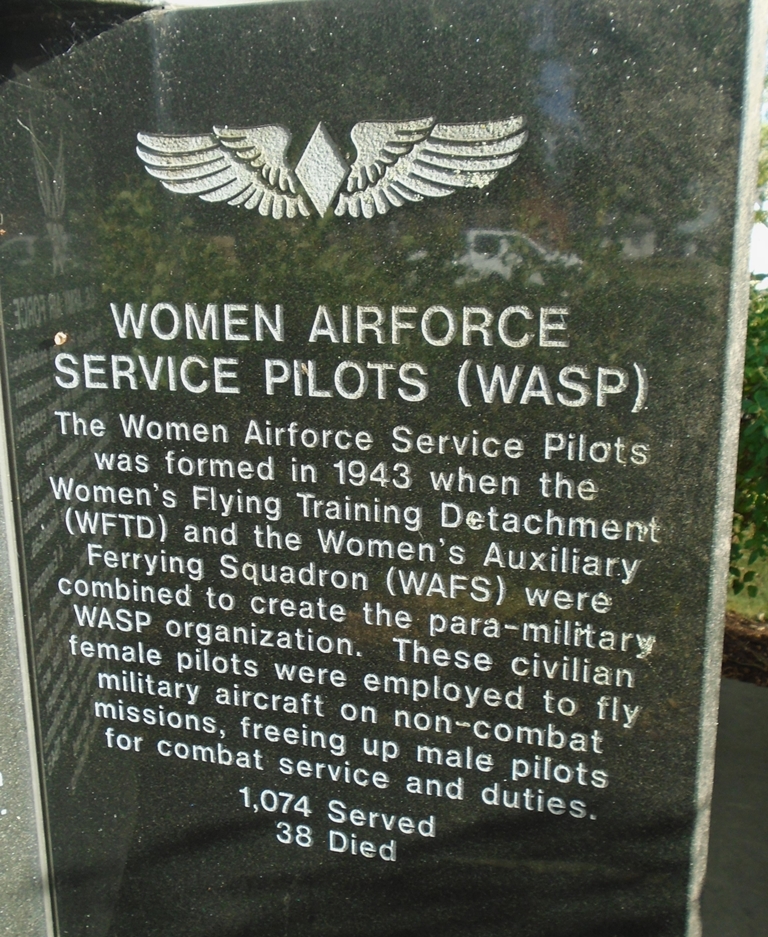 WOMEN AIRFORCE
SERVICE PILOTS (WASP)
The Women Airforce Service Pilots
was formed in 1943 when the
Women's Flying Training Detachment
(WFTD) and the Women's Auxiliary
Ferrying Squadron (WAFS) were
combined to create the para-military
WASP organization. These civilian
female pilots were employed to fly
military aircraft on non-combat
missions, freeing up male pilots
for combat service and duties.
1,074 Served
38 Died